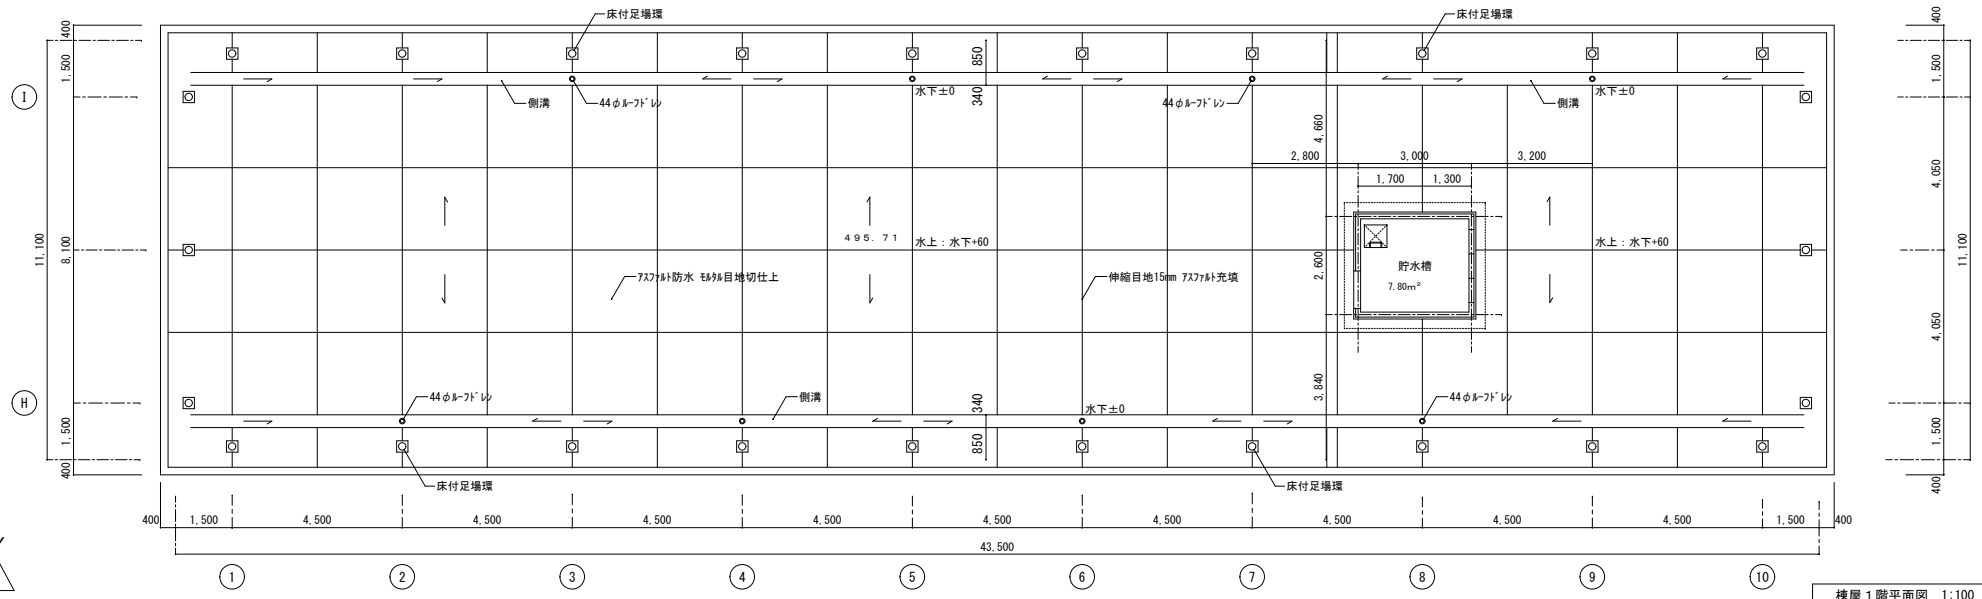 床付足場環
床付足場環
400
400
1,500
850
1,500
I
側溝
44φﾙｰﾌﾄﾞﾚﾝ
水下±0
340
44φﾙｰﾌﾄﾞﾚﾝ
側溝
水下±0
4,660
2,800
3,000
3,200
1,700
1,300
4,050
11,100
8,100
495.71
水上：水下+60
水上：水下+60
11,100
ｱｽﾌｧﾙﾄ防水 ﾓﾙﾀﾙ目地切仕上
伸縮目地15mm ｱｽﾌｧﾙﾄ充填
2,600
貯水槽
7.80m²
4,050
H
44φﾙｰﾌﾄﾞﾚﾝ
側溝
340
水下±0
3,840
44φﾙｰﾌﾄﾞﾚﾝ
1,500
850
1,500
400
400
床付足場環
床付足場環
400
1,500
4,500
4,500
4,500
4,500
4,500
4,500
4,500
4,500
4,500
1,500
400
43,500
1
2
3
4
5
6
7
8
9
10
棟屋１階平面図 1:100